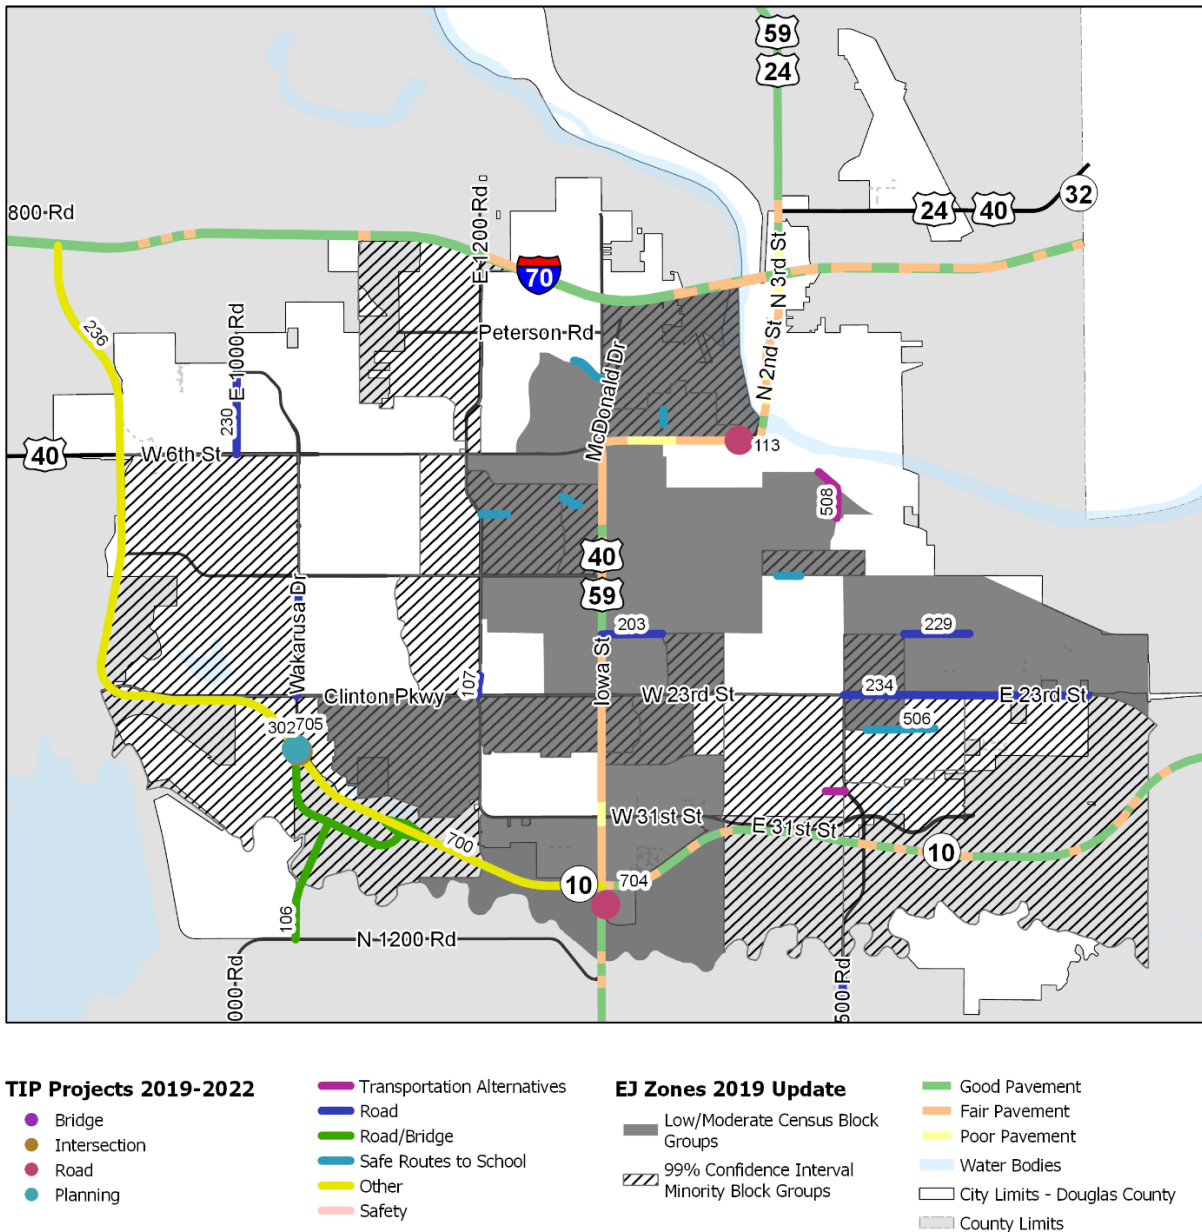 59
24
32
24
40
800 Rd
E 1200 Rd
N 3rd St
70
236
E 1000 Rd
Peterson Rd
McDonald Dr
N 2nd St
230
40
W 6th St
113
508
40
59
Wakarusa Dr
203
229
Iowa St
107
Clinton Pkwy
W 23rd St
234
E 23rd St
302
705
506
W 31st St
E 31st St
700
10
10
704
106
N 1200 Rd
000 Rd
600 Rd
TIP Projects 2019-2022
Bridge
Intersection
Road
Planning
Transportation Alternatives
Road
Road/Bridge
Safe Routes to School
Other
Safety
EJ Zones 2019 Update
Low/Moderate Census Block
Groups
99% Confidence Interval
Minority Block Groups
Good Pavement
Fair Pavement
Poor Pavement
Water Bodies
City Limits - Douglas County
County Limits